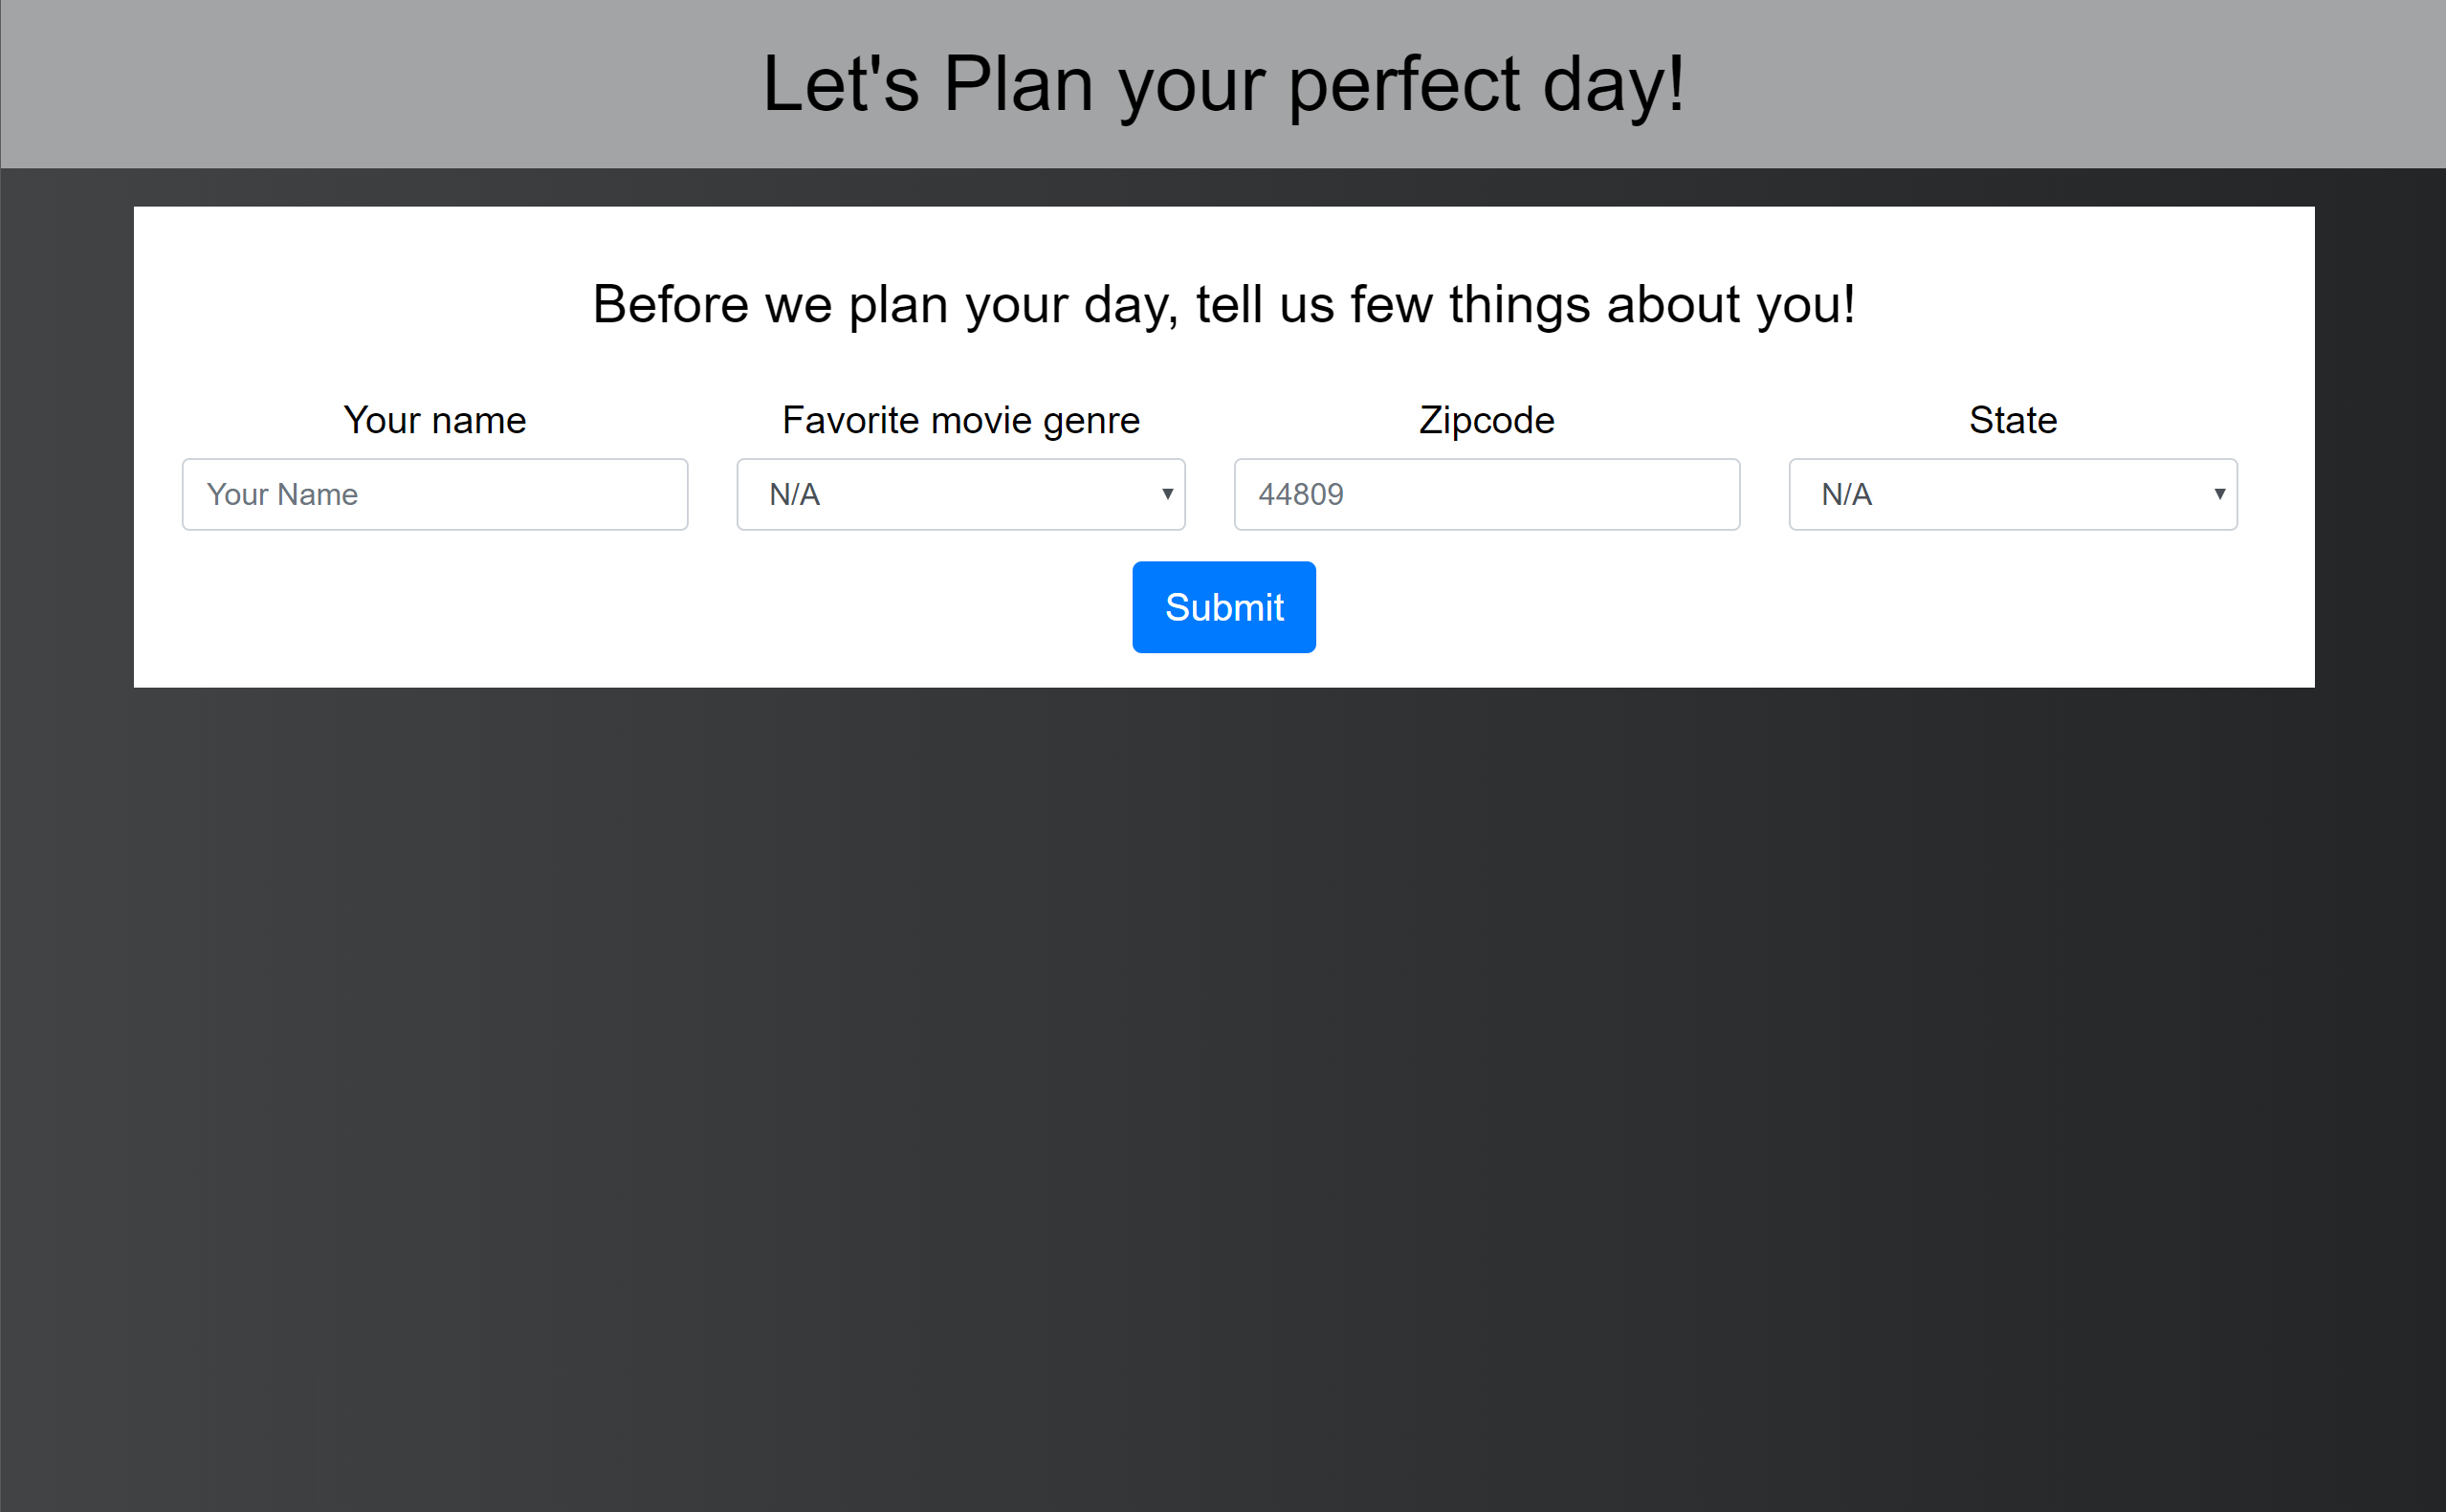 Let's Plan your perfect day!
Before we plan your day, tell us few things about you!
Your name Favorite movie genre Zipcode State
Your Name N/A 44809 N/A
Submit